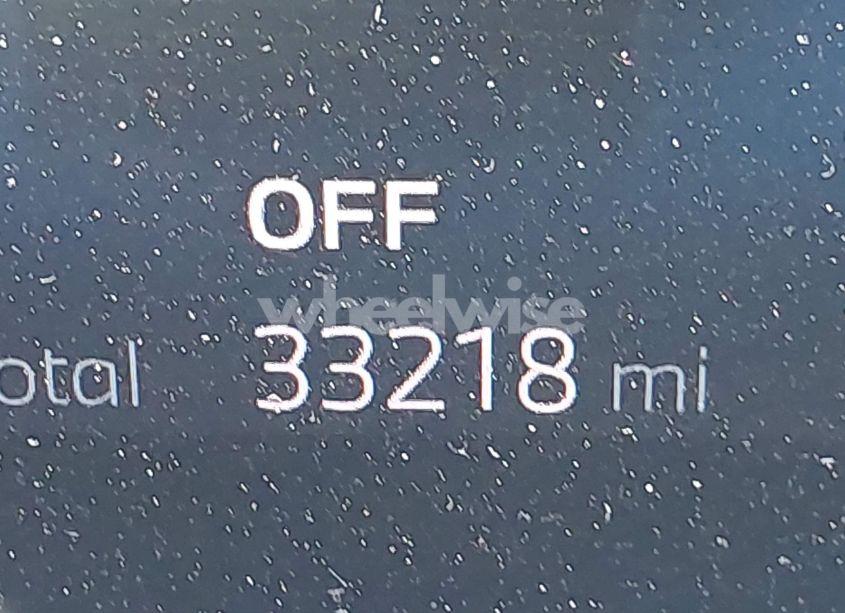 OFF
wheelwise
otal 33218 mi